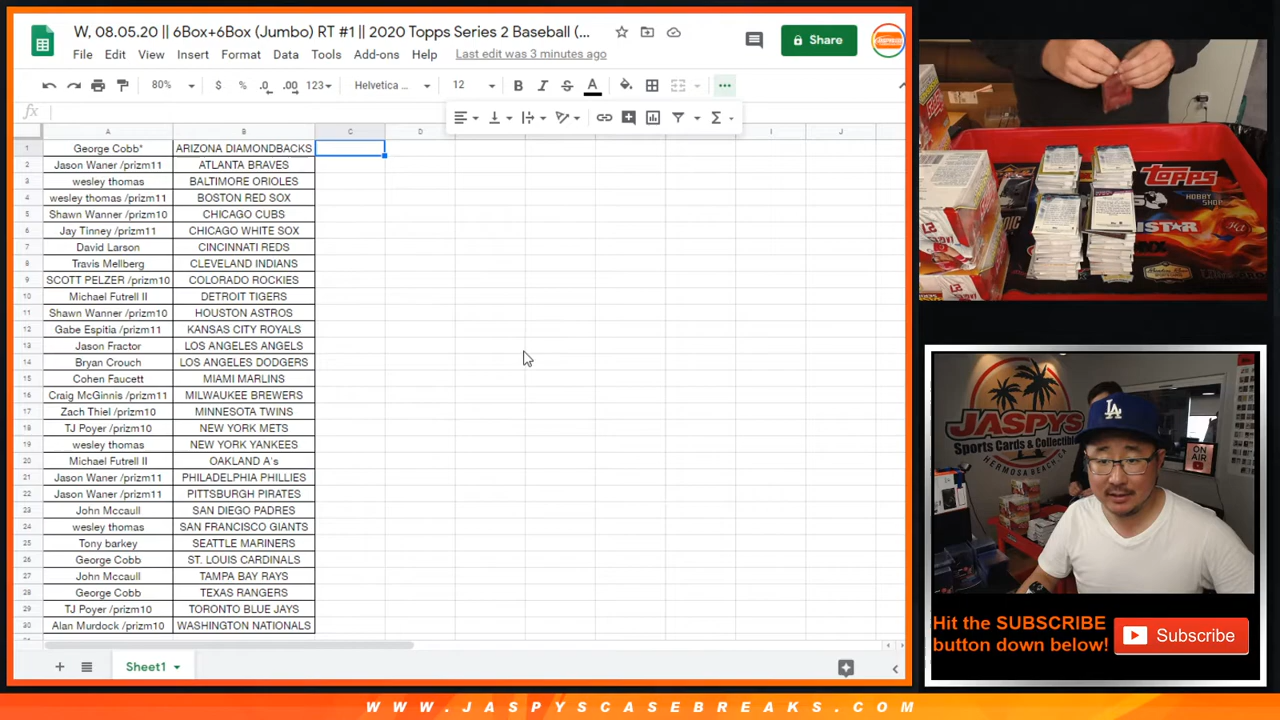 W, 08.05.20 || 6Box+6Box (Jumbo) RT #1 || 2020 Topps Series 2 Baseball (...
File Edit View Insert Format Data Tools Add-ons Help Last edit was 3 minutes ago
Share
80% $ % .0 .00 123 Helvetica ... 12 B I S A
fx
A B C D I J
1 George Cobb* ARIZONA DIAMONDBACKS
2 Jason Waner /prizm11 ATLANTA BRAVES
3 wesley thomas BALTIMORE ORIOLES
4 wesley thomas /prizm11 BOSTON RED SOX
5 Shawn Wanner /prizm10 CHICAGO CUBS
6 Jay Tinney /prizm11 CHICAGO WHITE SOX
7 David Larson CINCINNATI REDS
8 Travis Mellberg CLEVELAND INDIANS
9 SCOTT PELZER /prizm10 COLORADO ROCKIES
10 Michael Futrell II DETROIT TIGERS
11 Shawn Wanner /prizm10 HOUSTON ASTROS
12 Gabe Espitia /prizm11 KANSAS CITY ROYALS
13 Jason Fractor LOS ANGELES ANGELS
14 Bryan Crouch LOS ANGELES DODGERS
15 Cohen Faucett MIAMI MARLINS
16 Craig McGinnis /prizm11 MILWAUKEE BREWERS
17 Zach Thiel /prizm10 MINNESOTA TWINS
18 TJ Poyer /prizm10 NEW YORK METS
19 wesley thomas NEW YORK YANKEES
20 Michael Futrell II OAKLAND A's
21 Jason Waner /prizm11 PHILADELPHIA PHILLIES
22 Jason Waner /prizm11 PITTSBURGH PIRATES
23 John Mccaull SAN DIEGO PADRES
24 wesley thomas SAN FRANCISCO GIANTS
25 Tony barkey SEATTLE MARINERS
26 George Cobb ST. LOUIS CARDINALS
27 John Mccaull TAMPA BAY RAYS
28 George Cobb TEXAS RANGERS
29 TJ Poyer /prizm10 TORONTO BLUE JAYS
30 Alan Murdock /prizm10 WASHINGTON NATIONALS
Sheet1
Topps
HOBBY
SHOP
JASPYS
Sports Cards & Collectibles
HERMOSA BEACH, CA
LA
ON AIR
Hit the SUBSCRIBE
button down below!
Subscribe
WWW.JASPYSCASEBREAKS.COM